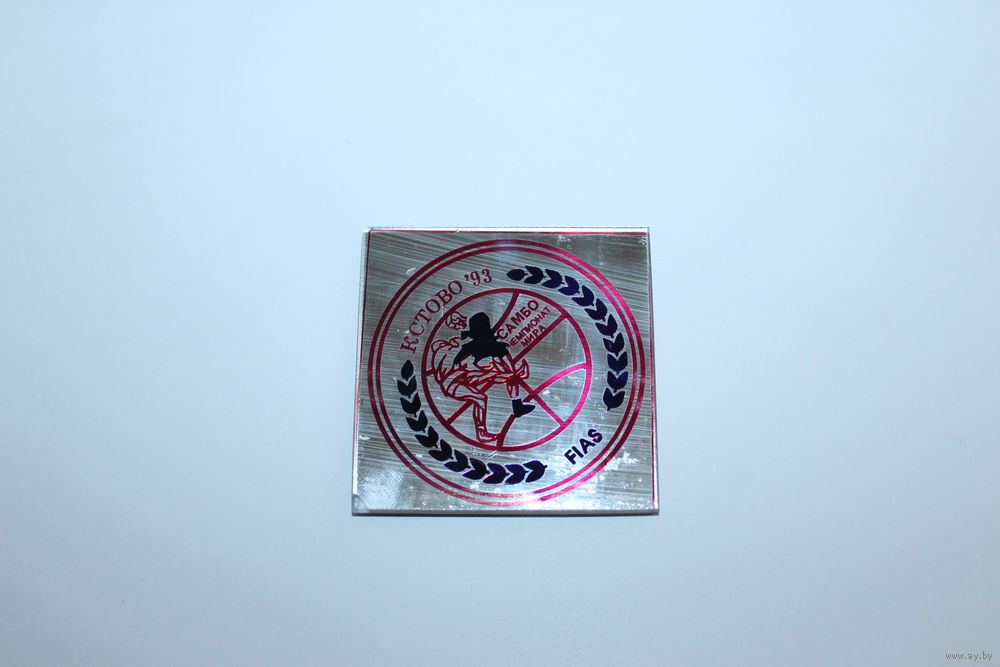 КСТОВО '93
САМБО
ЧЕМПИОНАТ
МИРА
FIAS
www.ay.by